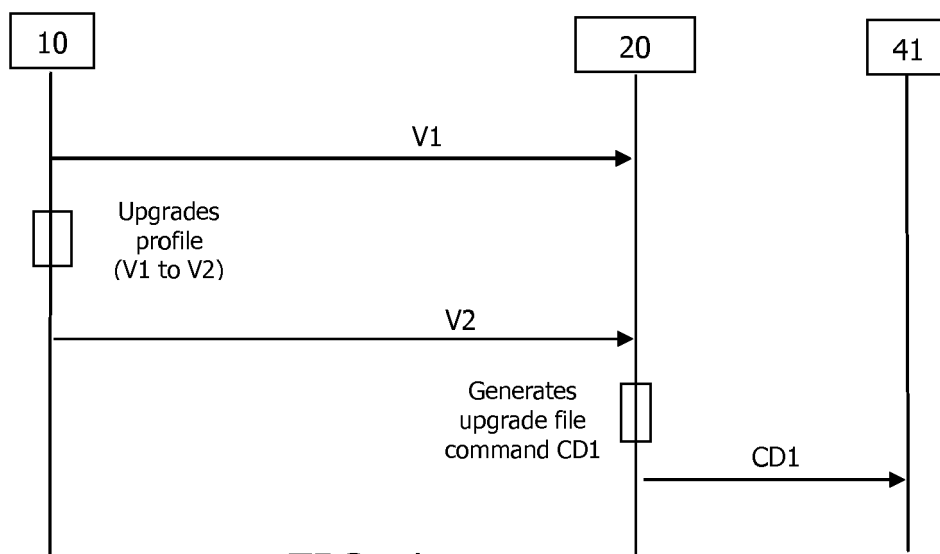 10
20
41
V1
Upgrades
profile
(V1 to V2)
V2
Generates
upgrade file
command CD1
CD1